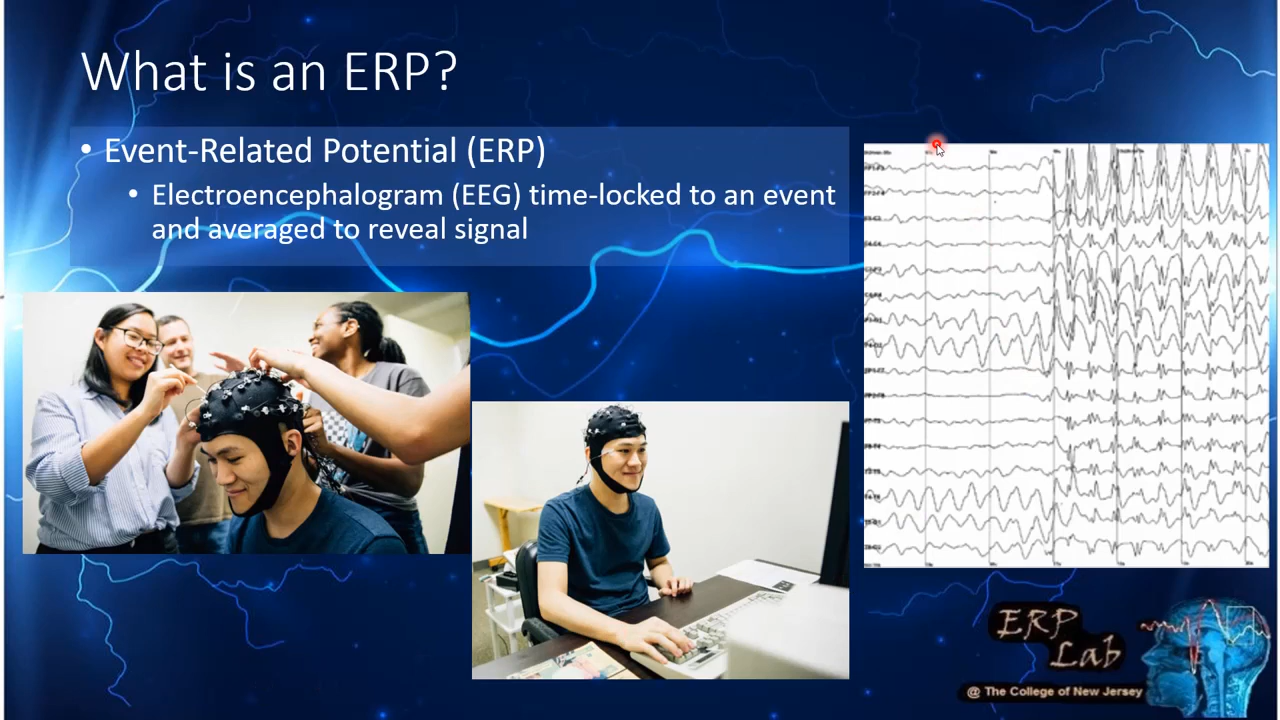 What is an ERP?
• Event-Related Potential (ERP)
• Electroencephalogram (EEG) time-locked to an event
and averaged to reveal signal
ERP
Lab
@ The College of New Jersey